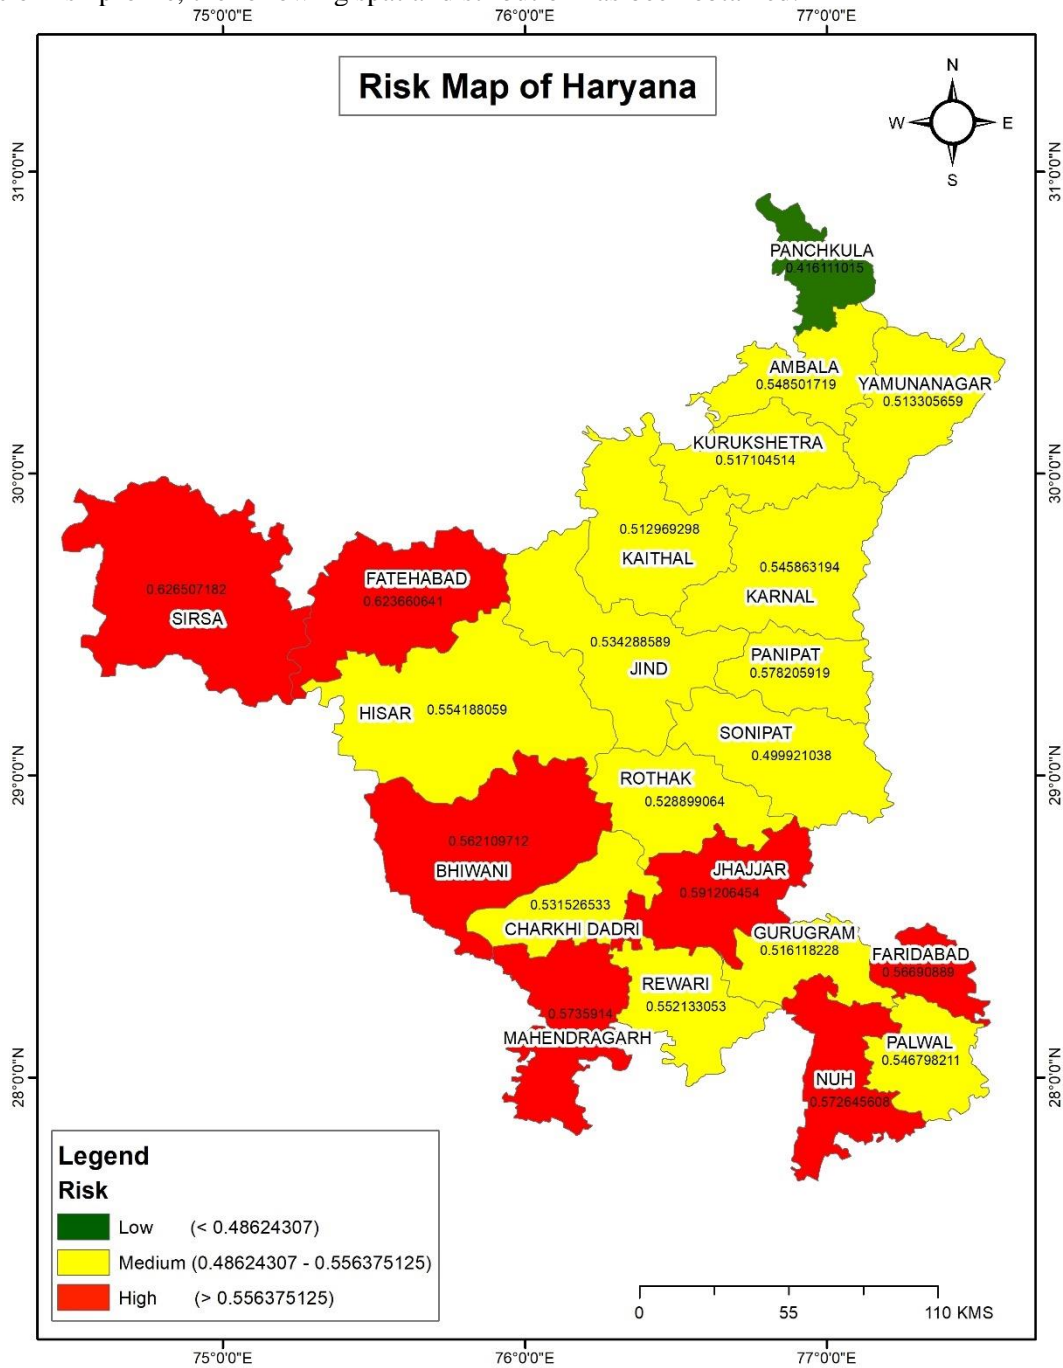 75°0'0"E 76°0'0"E 77°0'0"E
Risk Map of Haryana
N
W E
S
31°0'0"N 31°0'0"N
PANCHKULA
0.416111015
AMBALA
0.548501719
YAMUNANAGAR
0.513305659
KURUKSHETRA
0.517104514
30°0'0"N 30°0'0"N
0.512969298
KAITHAL
0.545863194
KARNAL
FATEHABAD
0.623660641
0.626507182
SIRSA
0.534288589
JIND
PANIPAT
0.578205919
HISAR 0.554188059
SONIPAT
0.499921038
29°0'0"N 29°0'0"N
ROTHAK
0.528899064
0.562109712
BHIWANI
JHAJJAR
0.591206454
0.531526533
CHARKHI DADRI
GURUGRAM
0.516118228
FARIDABAD
0.56690889
REWARI
0.552133053
0.5735914
MAHENDRAGARH
PALWAL
0.546798211
NUH
0.572645608
28°0'0"N 28°0'0"N
Legend
Risk
Low (< 0.48624307)
Medium (0.48624307 - 0.556375125)
High (> 0.556375125)
0 55 110 KMS
75°0'0"E 76°0'0"E 77°0'0"E